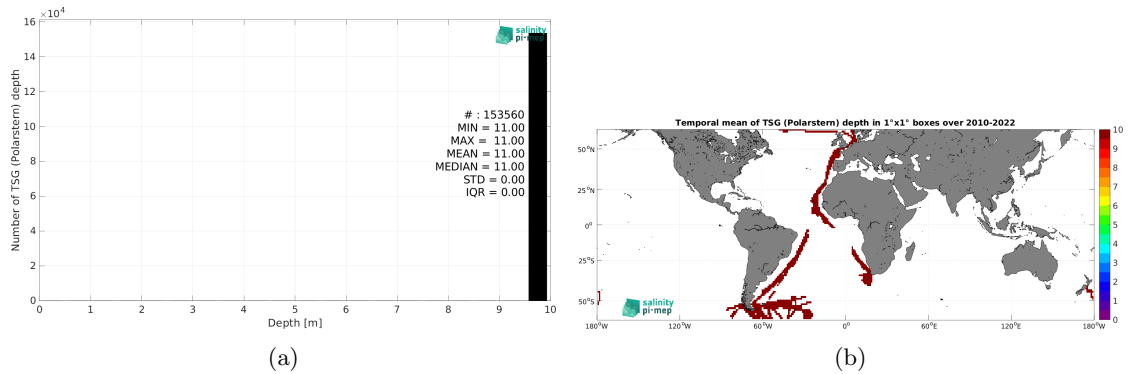 ×10⁴
16
14
12
10
8
6
4
2
0
Number of TSG (Polarstern) depth
salinity
pi-mep
# : 153560
MIN = 11.00
MAX = 11.00
MEAN = 11.00
MEDIAN = 11.00
STD = 0.00
IQR = 0.00
0 1 2 3 4 5 6 7 8 9 10
Depth [m]
(a)
Temporal mean of TSG (Polarstern) depth in 1°x1° boxes over 2010-2022
50°N
25°N
0°
25°S
50°S
salinity
pi-mep
180°W 120°W 60°W 0° 60°E 120°E 180°W
10
9
8
7
6
5
4
3
2
1
0
(b)